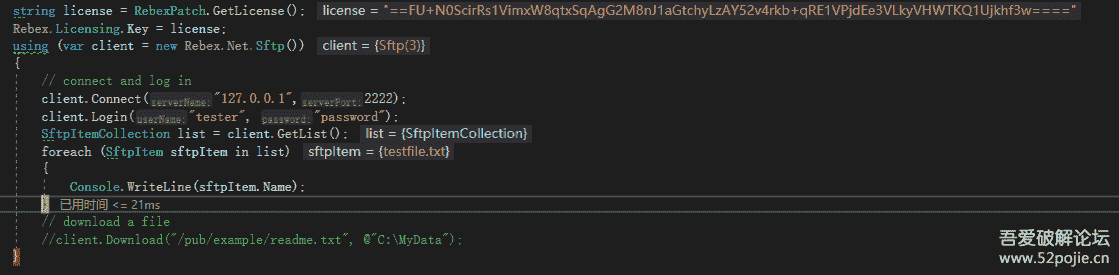 string license = RebexPatch.GetLicense(); license = "==FU+N0ScirRs1VimxW8qtxSqAgG2M8nJ1aGtchyLzAY52v4rkb+qRE1VPjdEe3VLkyVHWTKQ1Ujkhf3w===="
Rebex.Licensing.Key = license;
using (var client = new Rebex.Net.Sftp()) client = {Sftp(3)}
{
// connect and log in
client.Connect(serverName:"127.0.0.1", serverPort:2222);
client.Login(userName:"tester", password:"password");
SftpItemCollection list = client.GetList(); list = {SftpItemCollection}
foreach (SftpItem sftpItem in list) sftpItem = {testfile.txt}
{
Console.WriteLine(sftpItem.Name);
} 已用时间 <= 21ms
// download a file
//client.Download("/pub/example/readme.txt", @"C:\MyData");
}
吾爱破解论坛
www.52pojie.cn